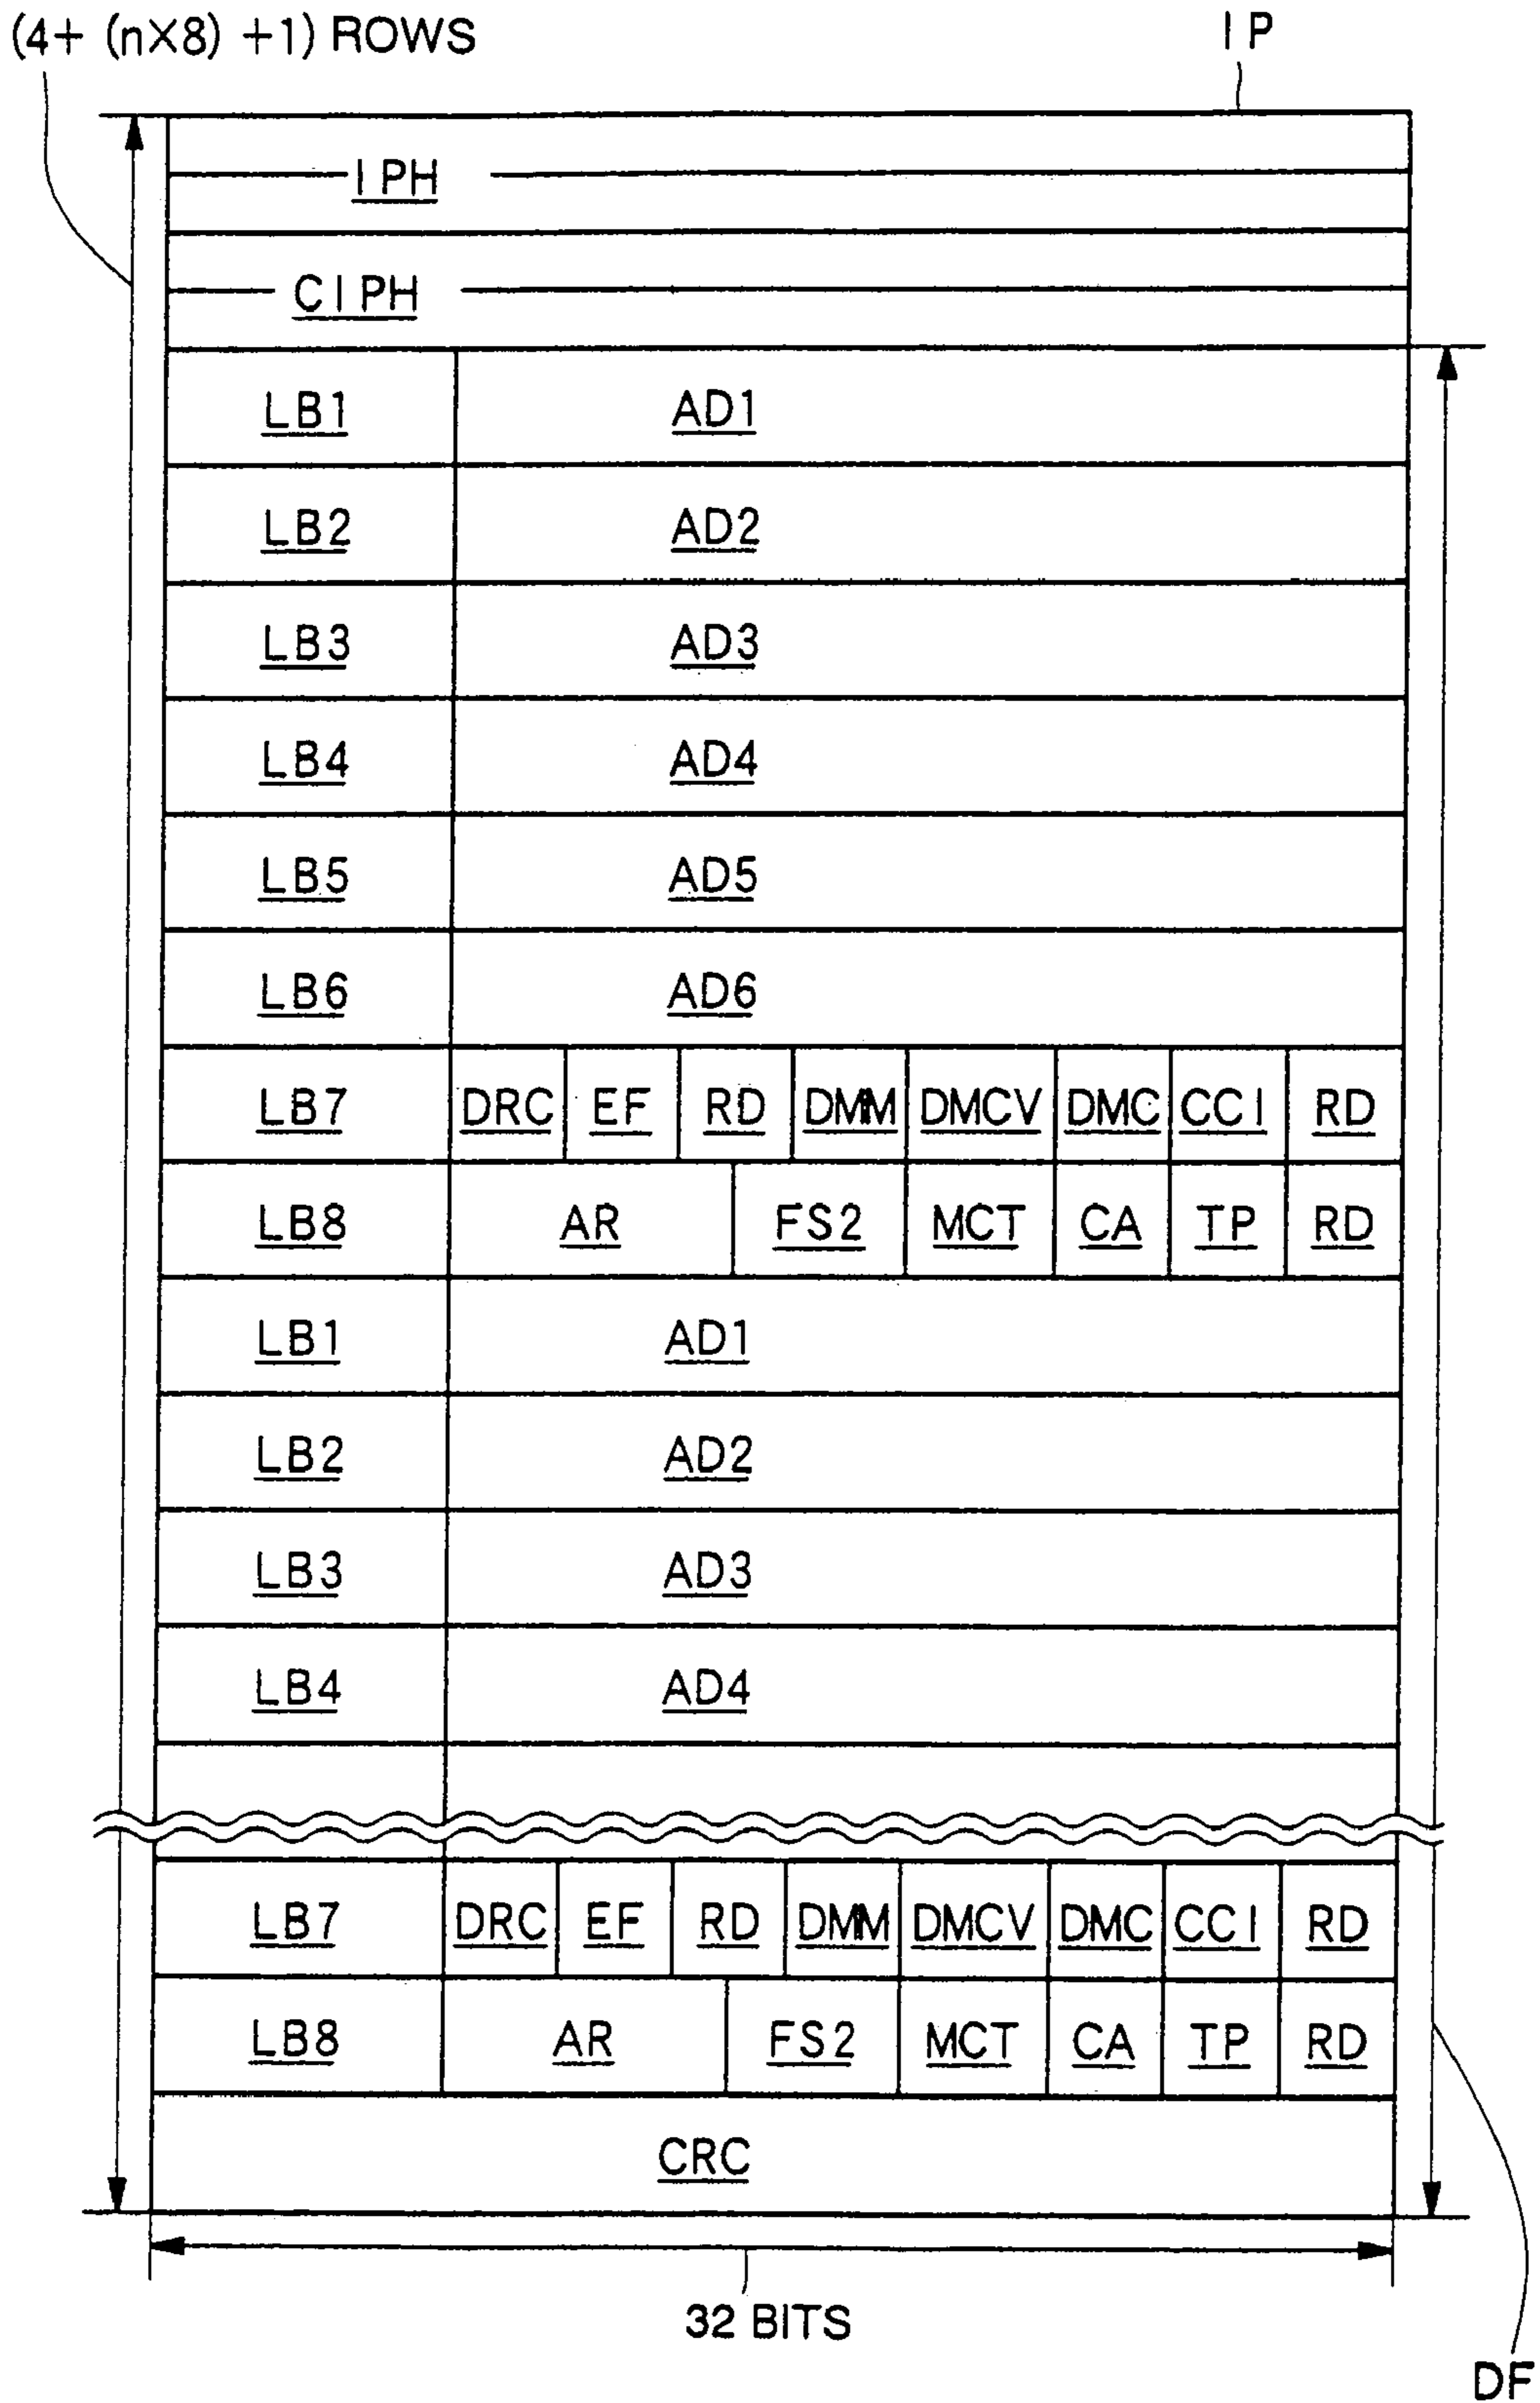 (4+ (n×8) +1) ROWS
IP
IPH
CIPH
LB1 AD1
LB2 AD2
LB3 AD3
LB4 AD4
LB5 AD5
LB6 AD6
LB7 DRC EF RD DMM DMCV DMC CCI RD
LB8 AR FS2 MCT CA TP RD
LB1 AD1
LB2 AD2
LB3 AD3
LB4 AD4
LB7 DRC EF RD DMM DMCV DMC CCI RD
LB8 AR FS2 MCT CA TP RD
CRC
32 BITS
DF